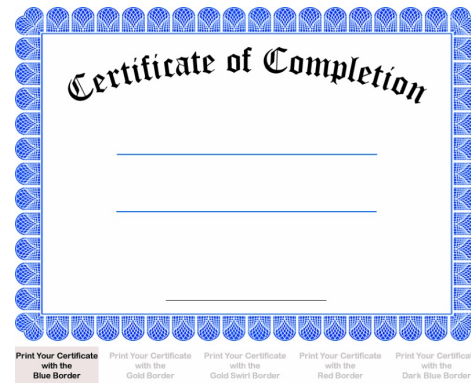 Certificate of Completion
Print Your Certificate
with the
Blue Border
Print Your Certificate
with the
Gold Border
Print Your Certificate
with the
Gold Swirl Border
Print Your Certificate
with the
Red Border
Print Your Certificate
with the
Dark Blue Border